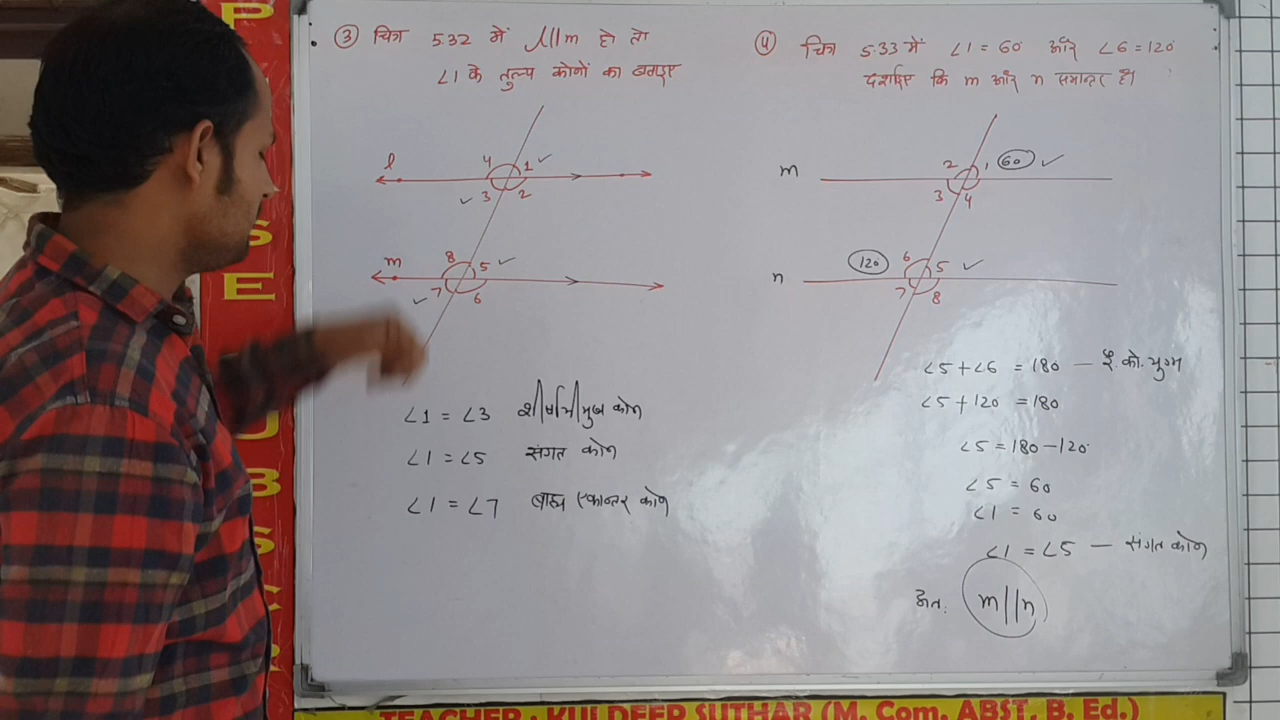 ③ चित्र 5.32 में l||m हो तो
∠1 के तुल्य कोणों का बताइए
l
4 1 ✓
✓ 3 2
m
8 5 ✓
✓ 7 6
∠1 = ∠3 शीर्षाभिमुख कोण
∠1 = ∠5 संगत कोण
∠1 = ∠7 बाह्य एकान्तर कोण
④ चित्र 5.33 में ∠1 = 60° और ∠6 = 120°
दर्शाइए कि m और n समान्तर है।
m
2 1 60 ✓
3 4
n
120 6 5 ✓
7 8
∠5 + ∠6 = 180 — रै. को. युग्म
∠5 + 120 = 180
∠5 = 180 - 120
∠5 = 60
∠1 = 60
∠1 = ∠5 — संगत कोण
अत: m||n
P
S
E
U
B
S
C
R
TEACHER : KULDEEP SUTHAR (M. Com. ABST, B. Ed.)